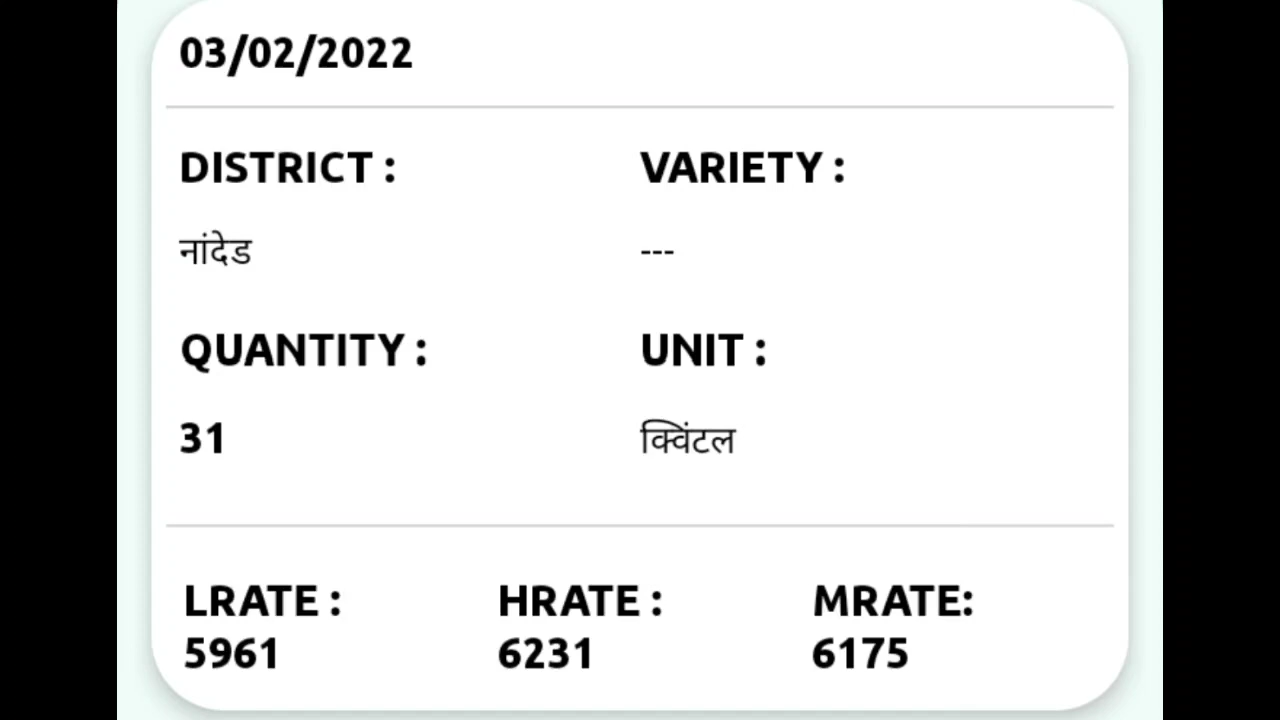 03/02/2022
DISTRICT : VARIETY :
नांदेड ---
QUANTITY : UNIT :
31 क्विंटल
LRATE : HRATE : MRATE:
5961 6231 6175